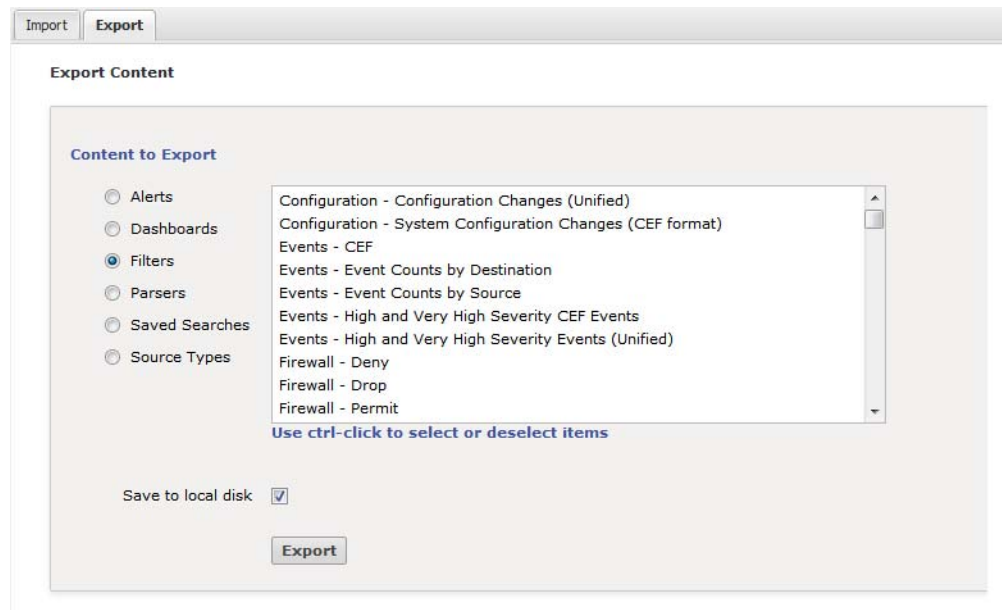 Import Export
Export Content
Content to Export
Alerts
Dashboards
Filters
Parsers
Saved Searches
Source Types
Configuration - Configuration Changes (Unified)
Configuration - System Configuration Changes (CEF format)
Events - CEF
Events - Event Counts by Destination
Events - Event Counts by Source
Events - High and Very High Severity CEF Events
Events - High and Very High Severity Events (Unified)
Firewall - Deny
Firewall - Drop
Firewall - Permit
Use ctrl-click to select or deselect items
Save to local disk
Export